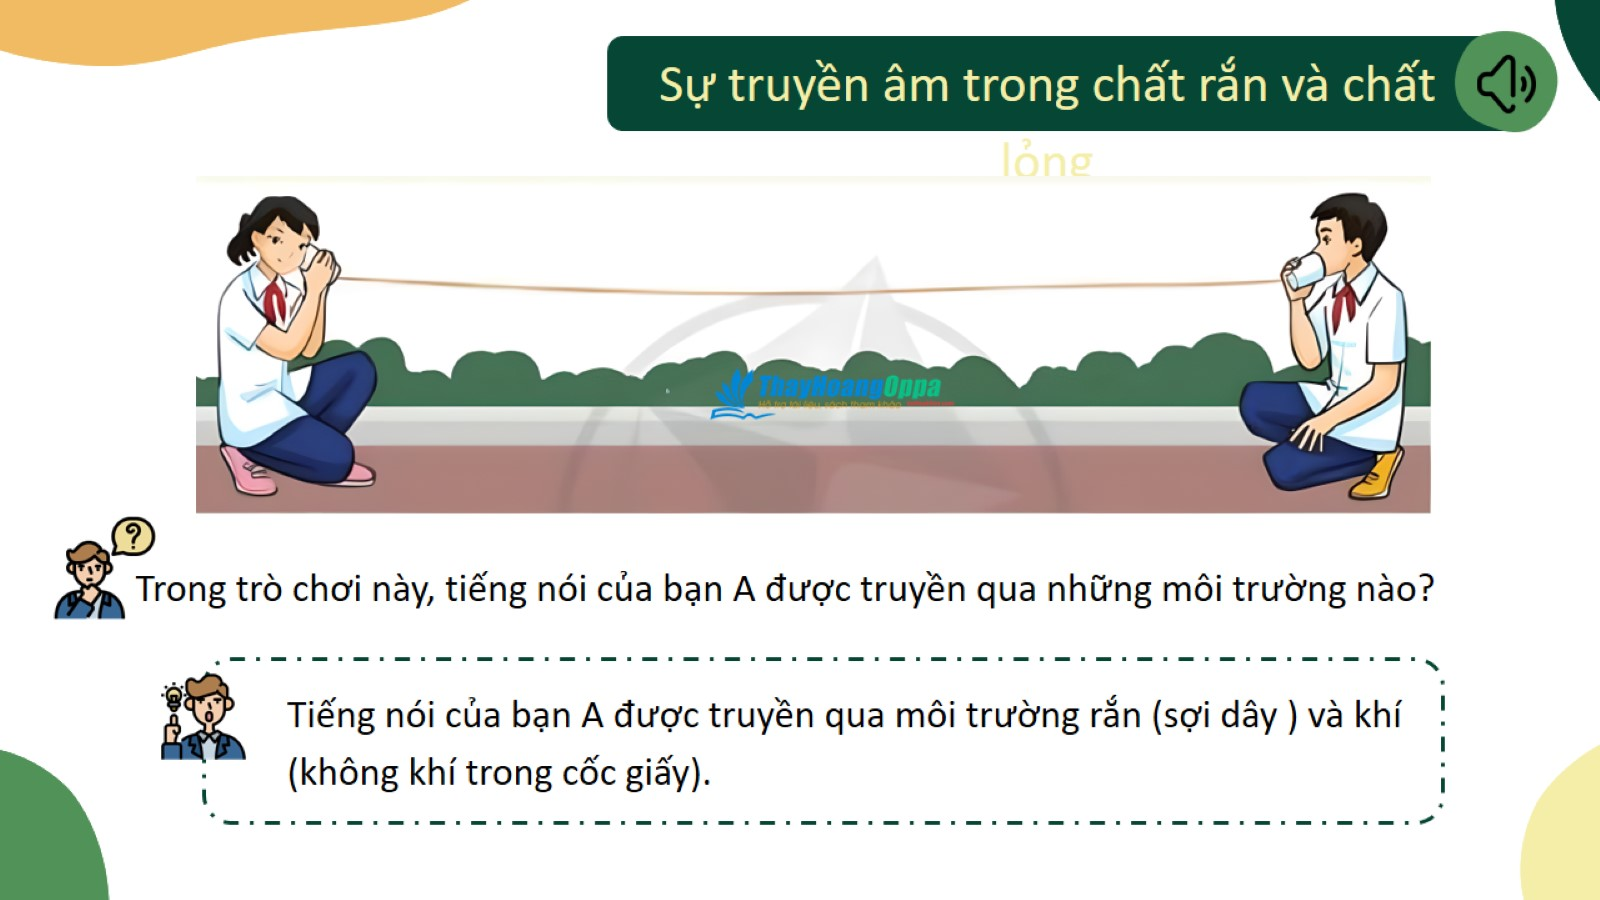 Sự truyền âm trong chất rắn và chất
lỏng
ThayHoangOppa
Trong trò chơi này, tiếng nói của bạn A được truyền qua những môi trường nào?
Tiếng nói của bạn A được truyền qua môi trường rắn (sợi dây ) và khí
(không khí trong cốc giấy).